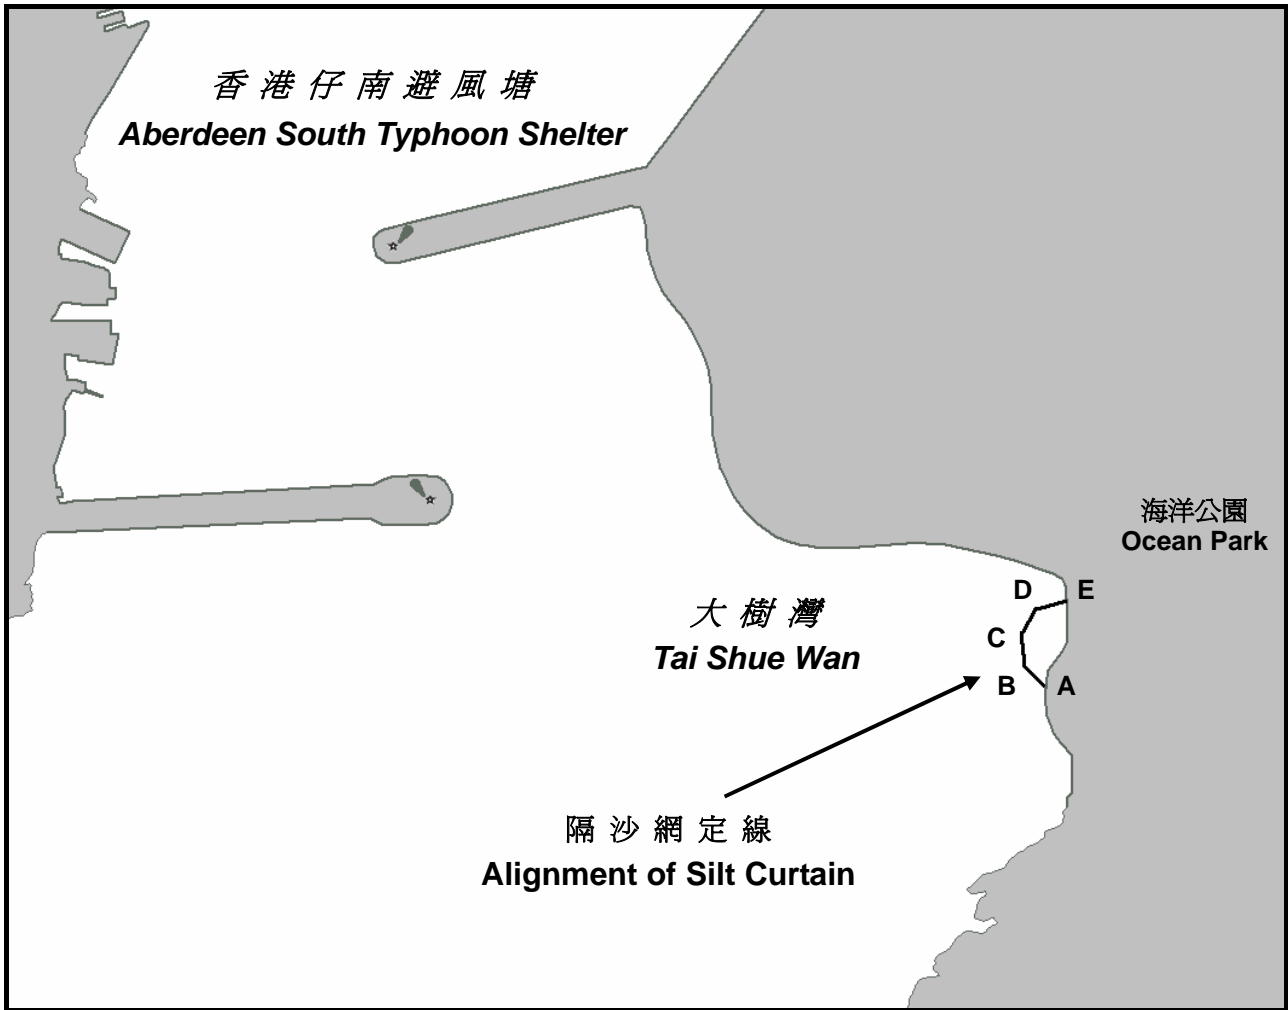 香港仔南避風塘
Aberdeen South Typhoon Shelter
海洋公園
Ocean Park
D
E
大樹灣
C
Tai Shue Wan
B
A
隔沙網定線
Alignment of Silt Curtain